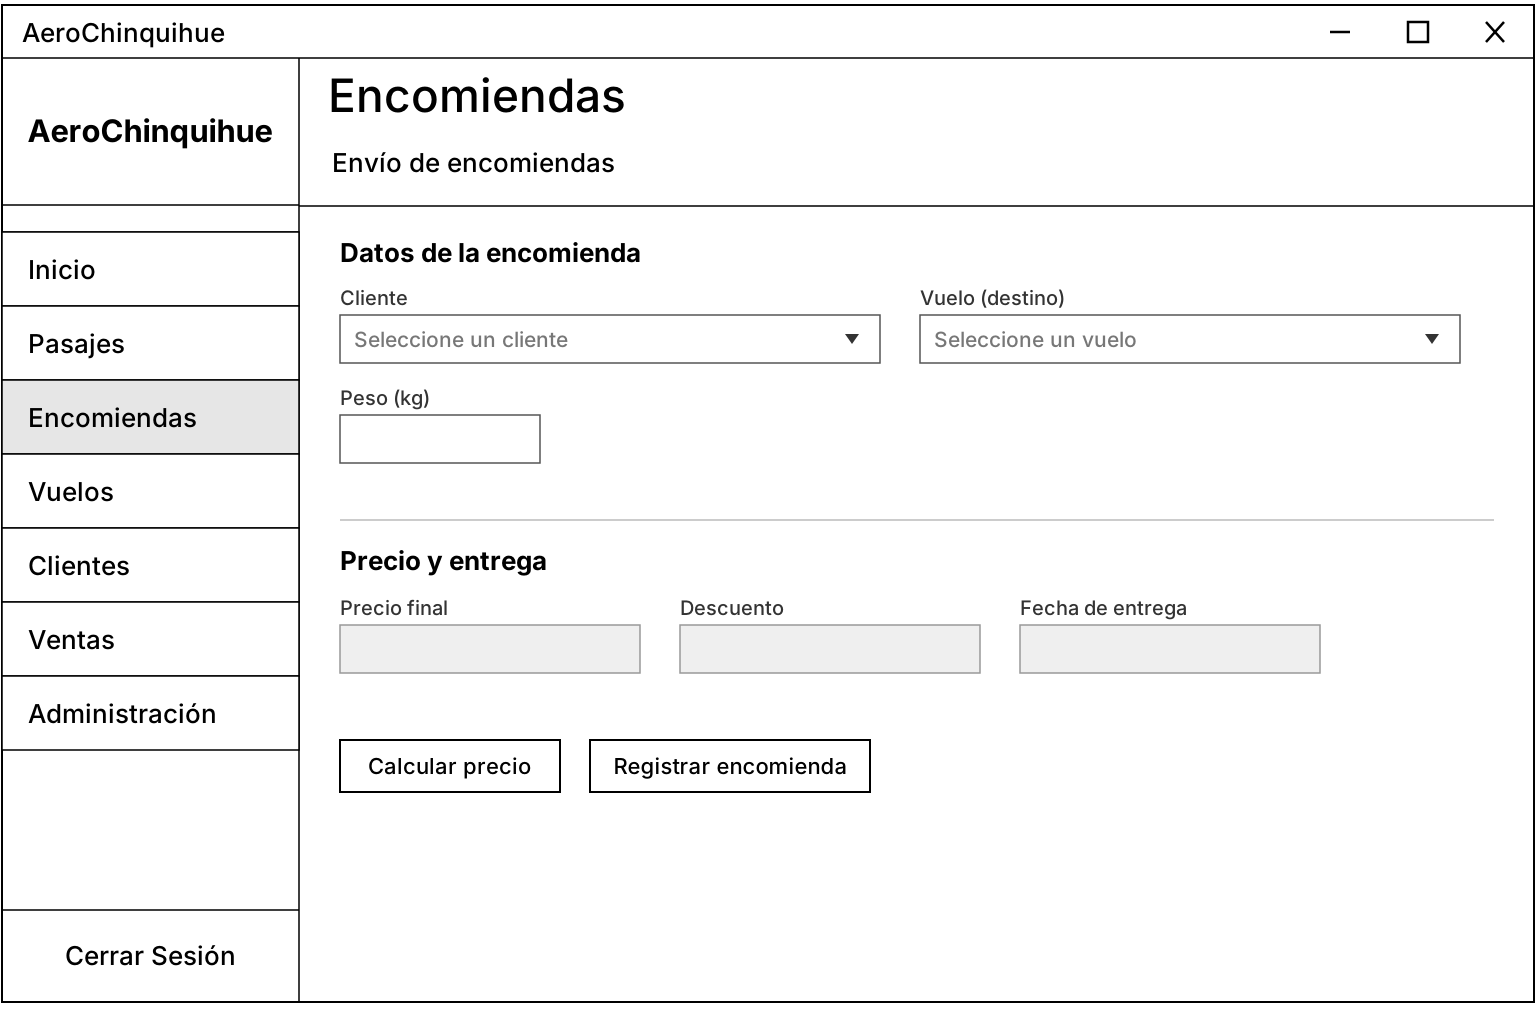 AeroChinquihue
AeroChinquihue
Encomiendas
Envío de encomiendas
Inicio
Pasajes
Encomiendas
Vuelos
Clientes
Ventas
Administración
Cerrar Sesión
Datos de la encomienda
Cliente
Vuelo (destino)
Seleccione un cliente
Seleccione un vuelo
Peso (kg)
Precio y entrega
Precio final
Descuento
Fecha de entrega
Calcular precio
Registrar encomienda